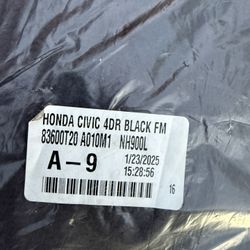 HONDA CIVIC 4DR BLACK FM
83600T20 A010M1 NH900L
A-9
1/23/2025
15:28:56
16